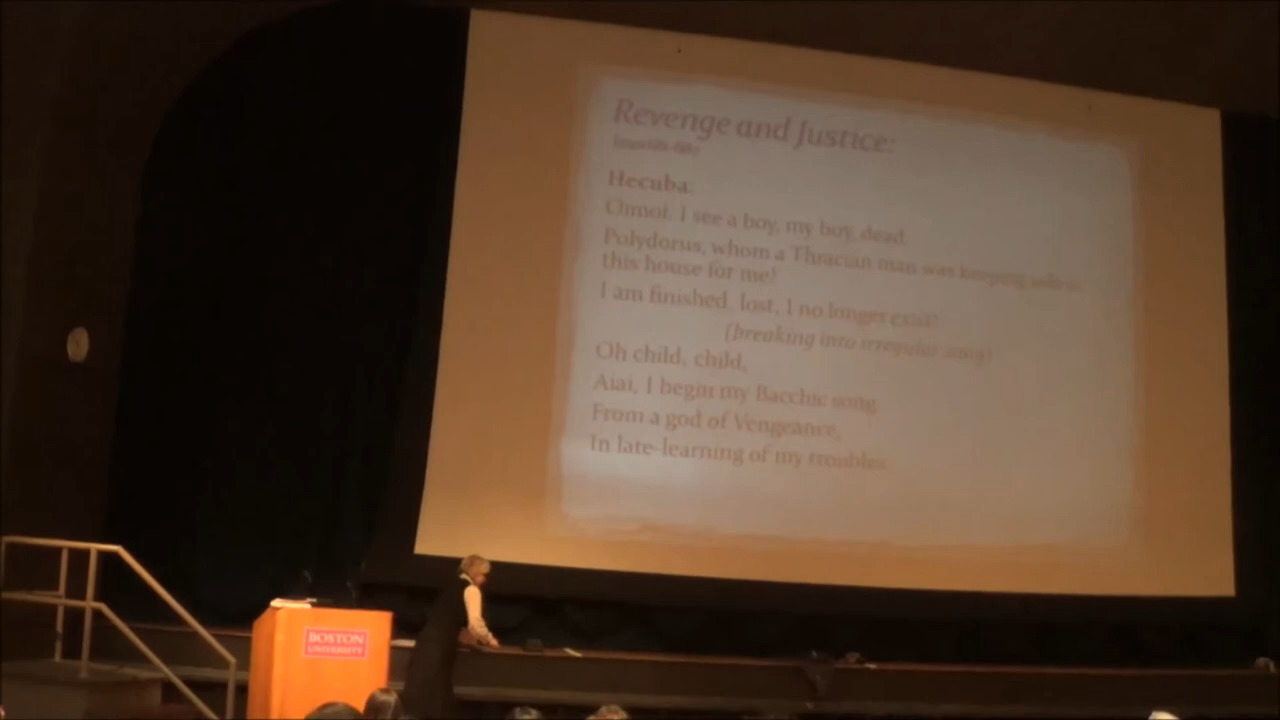 Revenge and Justice:
Hecuba:
Oimoi. I see a boy, my boy, dead.
Polydorus, whom a Thracian man was keeping
this house for me!
I am finished, lost, I no longer exist!
(breaking into irregular song)
Oh child, child,
Aiai, I begin my Bacchic song
From a god of Vengeance,
In late-learning of my troubles.
BOSTON
UNIVERSITY